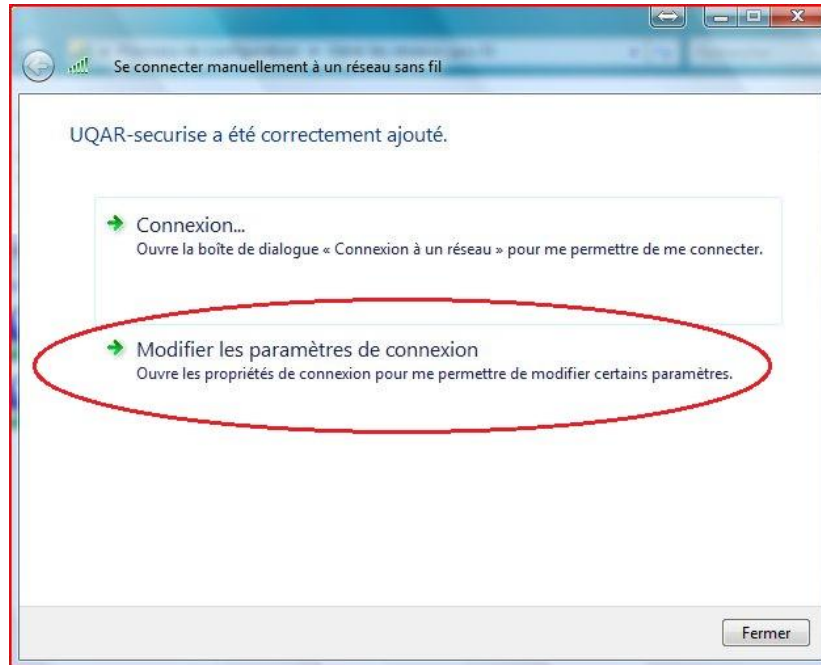 Se connecter manuellement à un réseau sans fil
UQAR-securise a été correctement ajouté.
Connexion...
Ouvre la boîte de dialogue « Connexion à un réseau » pour me permettre de me connecter.
Modifier les paramètres de connexion
Ouvre les propriétés de connexion pour me permettre de modifier certains paramètres.
Fermer